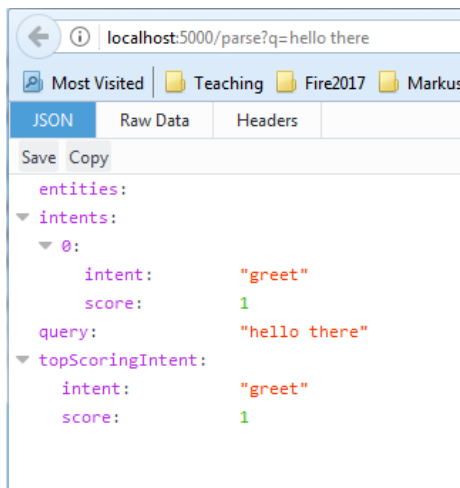 localhost:5000/parse?q=hello there
Most Visited Teaching Fire2017 Markus
JSON Raw Data Headers
Save Copy
entities:
intents:
0:
intent: "greet"
score: 1
query: "hello there"
topScoringIntent:
intent: "greet"
score: 1